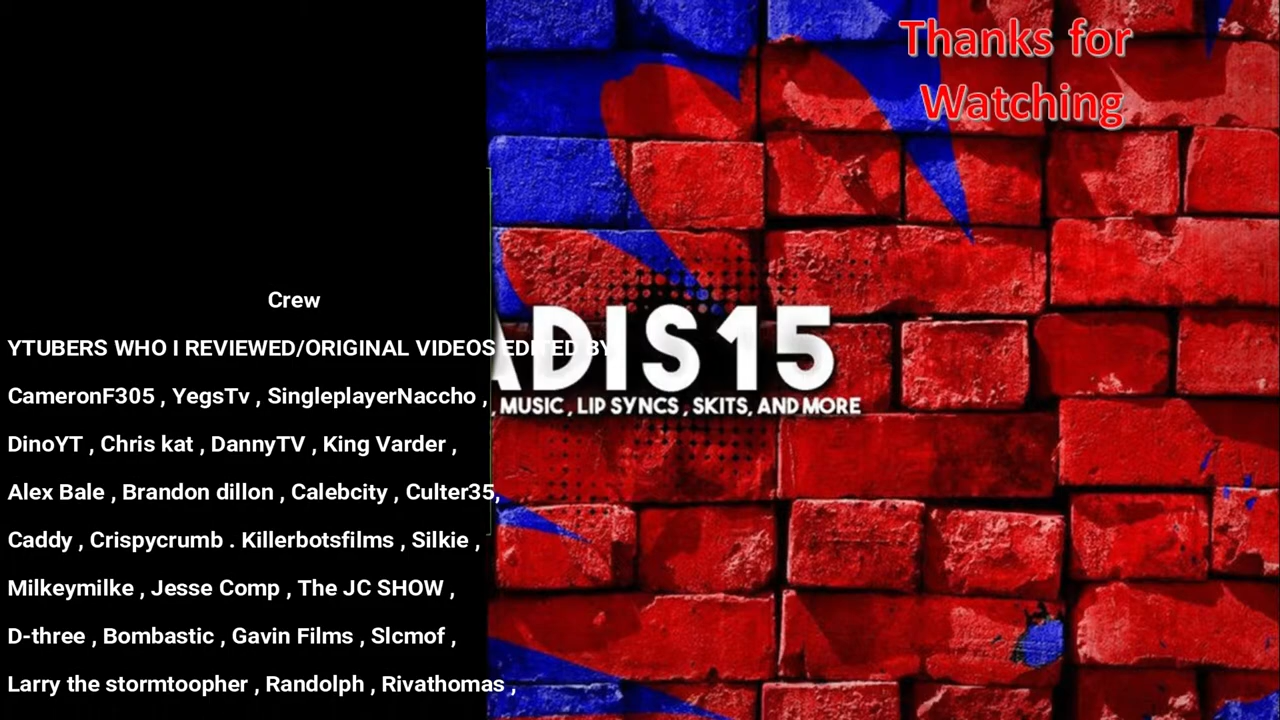 Thanks for
Watching
Crew
YTUBERS WHO I REVIEWED/ORIGINAL VIDEOS EDITED BY
CameronF305 , YegsTv , SingleplayerNaccho ,
DinoYT , Chris kat , DannyTV , King Varder ,
Alex Bale , Brandon dillon , Calebcity , Culter35,
Caddy , Crispycrumb . Killerbotsfilms , Silkie ,
Milkeymilke , Jesse Comp , The JC SHOW ,
D-three , Bombastic , Gavin Films , Slcmof ,
Larry the stormtoopher , Randolph , Rivathomas ,
ADIS15
, MUSIC , LIP SYNCS , SKITS, AND MORE